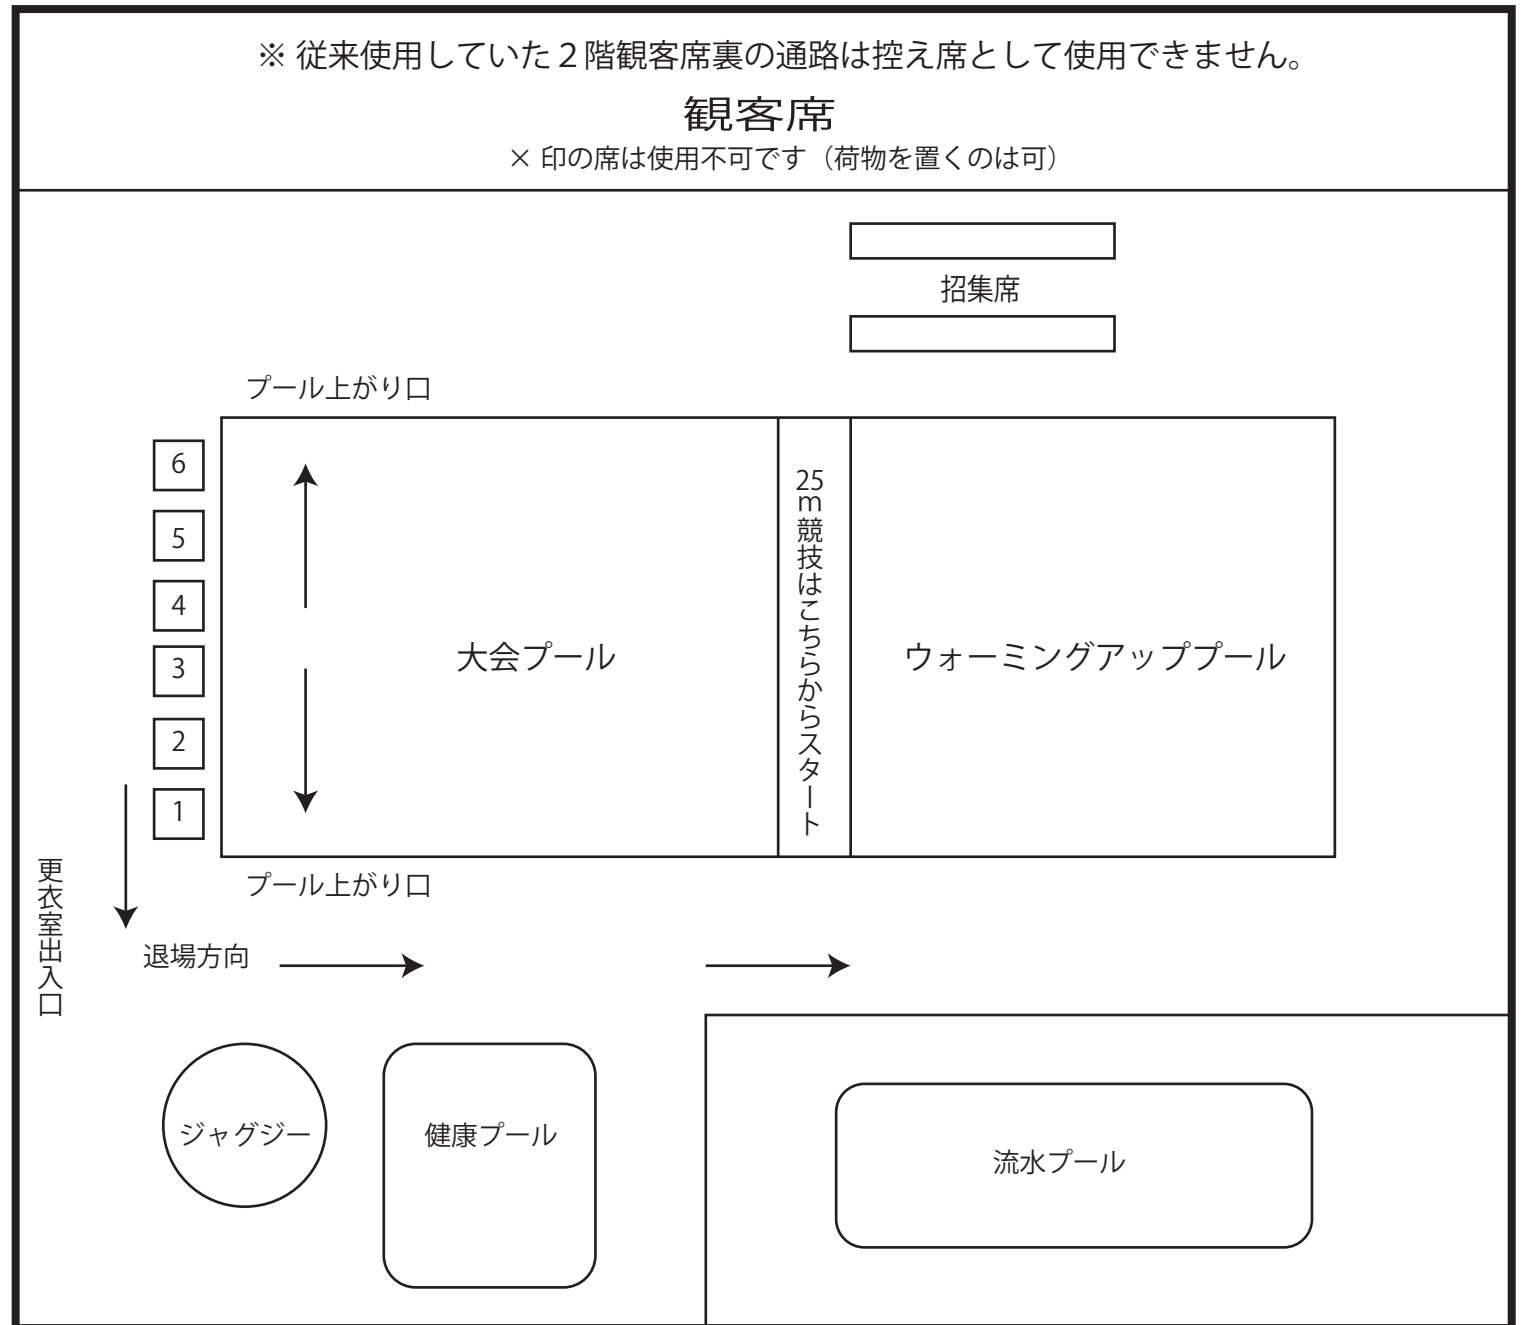 ※ 従来使用していた２階観客席裏の通路は控え席として使用できません。
観客席
× 印の席は使用不可です（荷物を置くのは可）
招集席
プール上がり口
6
5
4
3
2
1
大会プール
25m競技はこちらからスタート
ウォーミングアッププール
プール上がり口
更衣室出入口
退場方向
ジャグジー
健康プール
流水プール